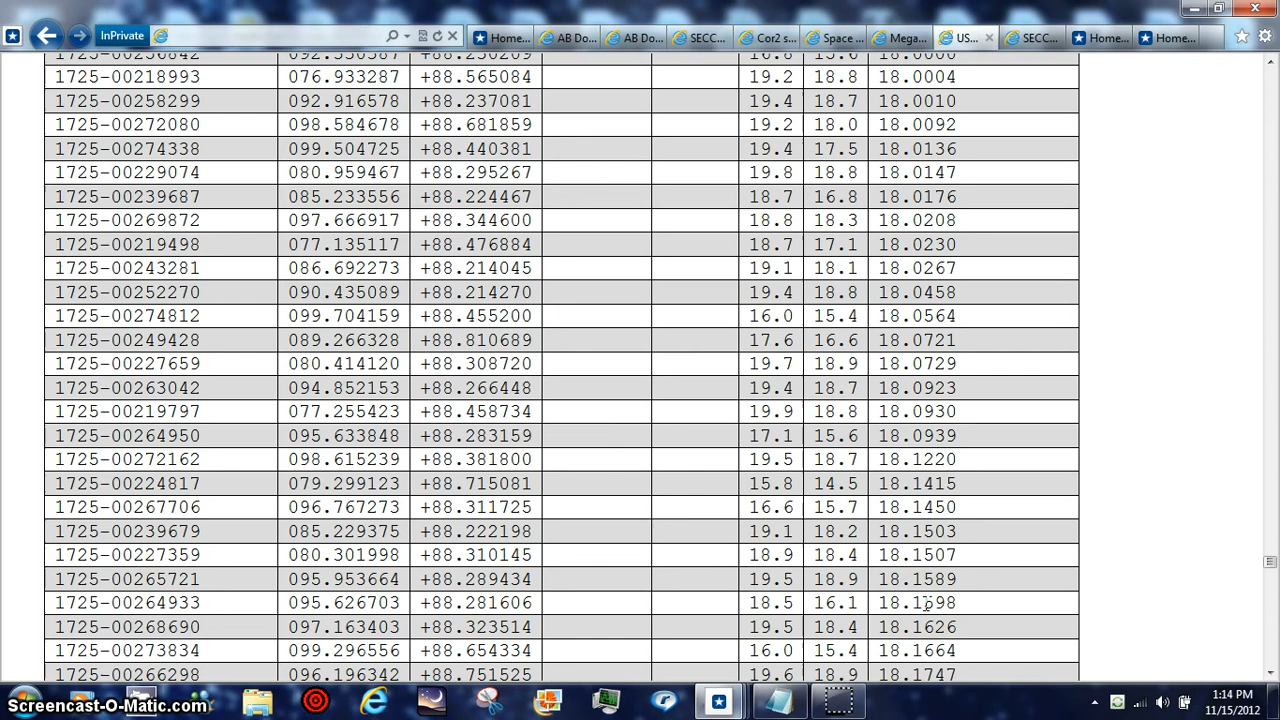 InPrivate
Home... AB Do... AB Do... SECC... Cor2 s... Space ... Mega... US... SECC... Home... Home...
1725-00218993 076.933287 +88.565084 19.2 18.8 18.0004
1725-00258299 092.916578 +88.237081 19.4 18.7 18.0010
1725-00272080 098.584678 +88.681859 19.2 18.0 18.0092
1725-00274338 099.504725 +88.440381 19.4 17.5 18.0136
1725-00229074 080.959467 +88.295267 19.8 18.8 18.0147
1725-00239687 085.233556 +88.224467 18.7 16.8 18.0176
1725-00269872 097.666917 +88.344600 18.8 18.3 18.0208
1725-00219498 077.135117 +88.476884 18.7 17.1 18.0230
1725-00243281 086.692273 +88.214045 19.1 18.1 18.0267
1725-00252270 090.435089 +88.214270 19.4 18.8 18.0458
1725-00274812 099.704159 +88.455200 16.0 15.4 18.0564
1725-00249428 089.266328 +88.810689 17.6 16.6 18.0721
1725-00227659 080.414120 +88.308720 19.7 18.9 18.0729
1725-00263042 094.852153 +88.266448 19.4 18.7 18.0923
1725-00219797 077.255423 +88.458734 19.9 18.8 18.0930
1725-00264950 095.633848 +88.283159 17.1 15.6 18.0939
1725-00272162 098.615239 +88.381800 19.5 18.7 18.1220
1725-00224817 079.299123 +88.715081 15.8 14.5 18.1415
1725-00267706 096.767273 +88.311725 16.6 15.7 18.1450
1725-00239679 085.229375 +88.222198 19.1 18.2 18.1503
1725-00227359 080.301998 +88.310145 18.9 18.4 18.1507
1725-00265721 095.953664 +88.289434 19.5 18.9 18.1589
1725-00264933 095.626703 +88.281606 18.5 16.1
1725-00268690 097.163403 +88.323514 19.5 18.4 18.1626
1725-00273834 099.296556 +88.654334 16.0 15.4 18.1664
1725-00266298 096.196342 +88.751525 19.6 18.9 18.1747
1:14 PM
11/15/2012
Screencast-O-Matic.com